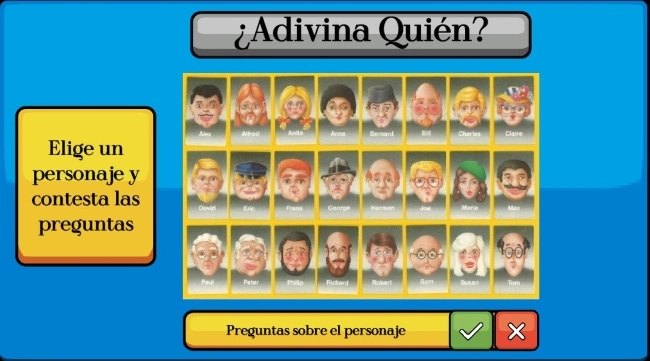 ¿Adivina Quién?
Elige un
personaje y
contesta las
preguntas
Alex Alfred Anita Anne Bernard Bill Charles Claire
David Eric Frans George Herman Joe Maria Max
Paul Peter Philip Richard Robert Sam Susan Tom
Preguntas sobre el personaje